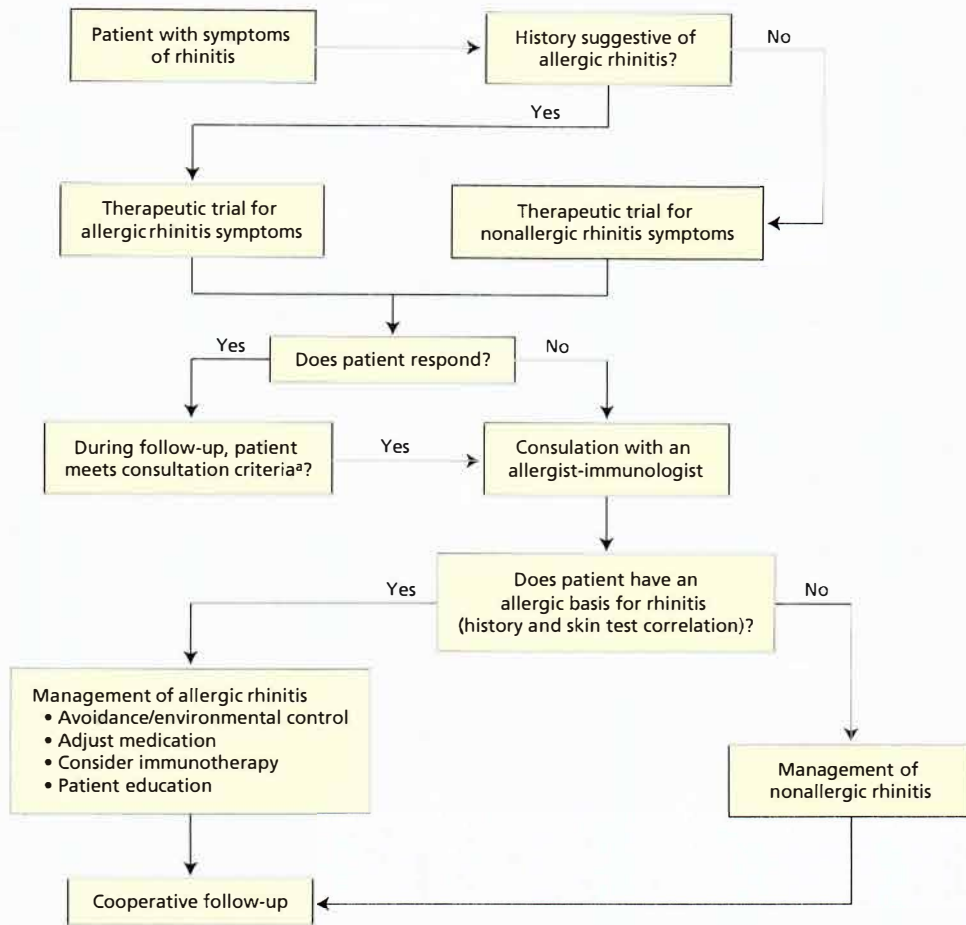 Patient with symptoms
of rhinitis
History suggestive of
allergic rhinitis?
No
Yes
Therapeutic trial for
allergic rhinitis symptoms
Therapeutic trial for
nonallergic rhinitis symptoms
Yes
Does patient respond?
No
During follow-up, patient
meets consultation criteriaᵃ?
Yes
Consulation with an
allergist-immunologist
Yes
Does patient have an
allergic basis for rhinitis
(history and skin test correlation)?
No
Management of allergic rhinitis
• Avoidance/environmental control
• Adjust medication
• Consider immunotherapy
• Patient education
Management of
nonallergic rhinitis
Cooperative follow-up